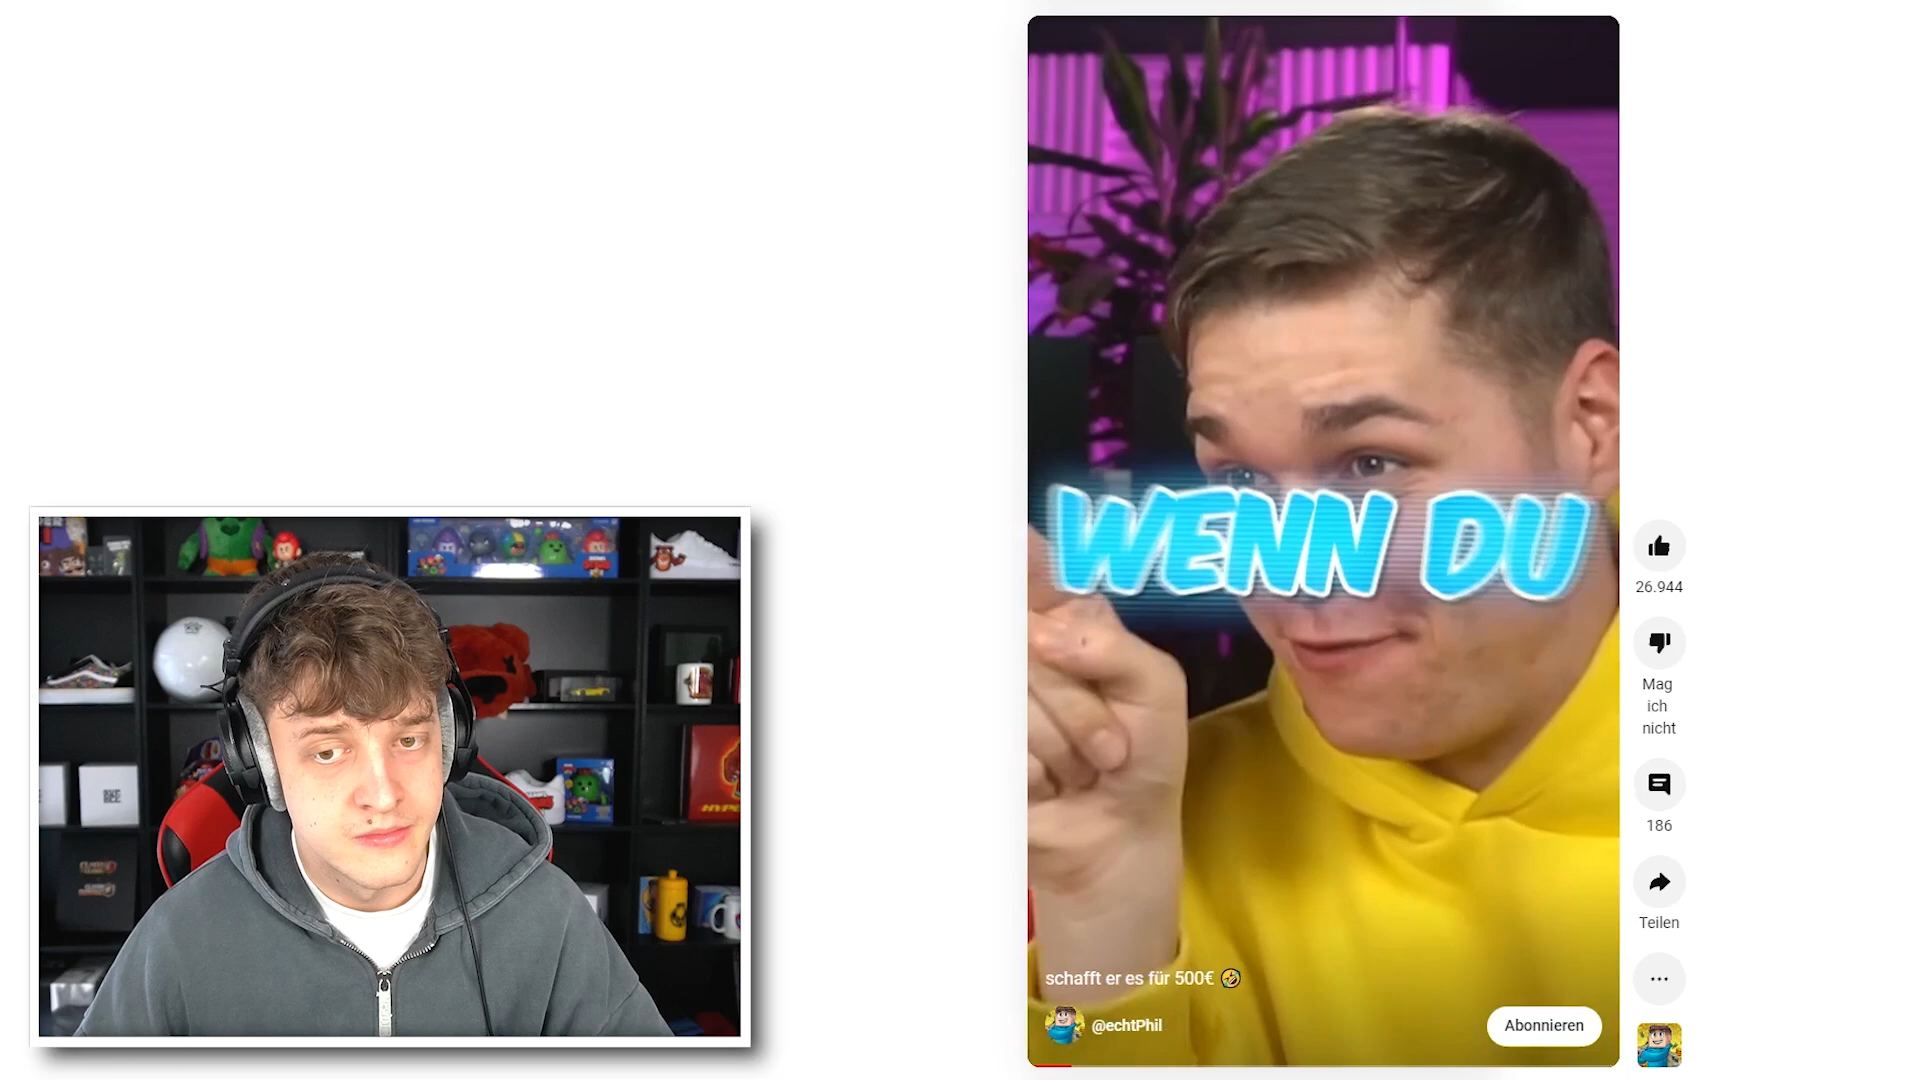 WENN DU
schafft er es für 500€
@echtPhil
Abonnieren
26.944
Mag
ich
nicht
186
Teilen